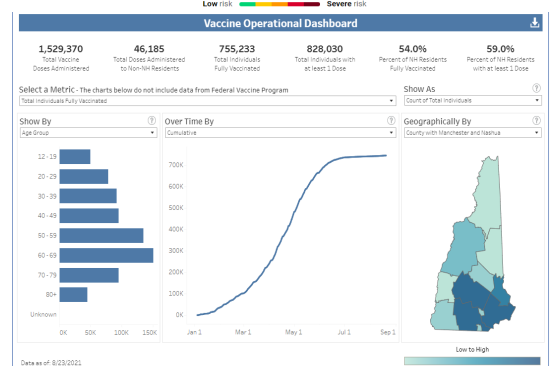 Low risk Severe risk
Vaccine Operational Dashboard
1,529,370 46,185 755,233 828,030 54.0% 59.0%
Total Vaccine Total Doses Administered Total Individuals Total Individuals with Percent of NH Residents Percent of NH Residents
Doses Administered to Non-NH Residents Fully Vaccinated at least 1 Dose Fully Vaccinated with at least 1 Dose
Select a Metric - The charts below do not include data from Federal Vaccine Program Show As ?
Total Individuals Fully Vaccinated Count of Total Individuals
Show By ? Over Time By ? Geographically By ?
Age Group Cumulative County with Manchester and Nashua
12 - 19
20 - 29
30 - 39
40 - 49
50 - 59
60 - 69
70 - 79
80+
Unknown
0K 50K 100K 150K
700K
600K
500K
400K
300K
200K
100K
0K
Jan 1 Mar 1 May 1 Jul 1 Sep 1
Low to High
Data as of: 8/23/2021